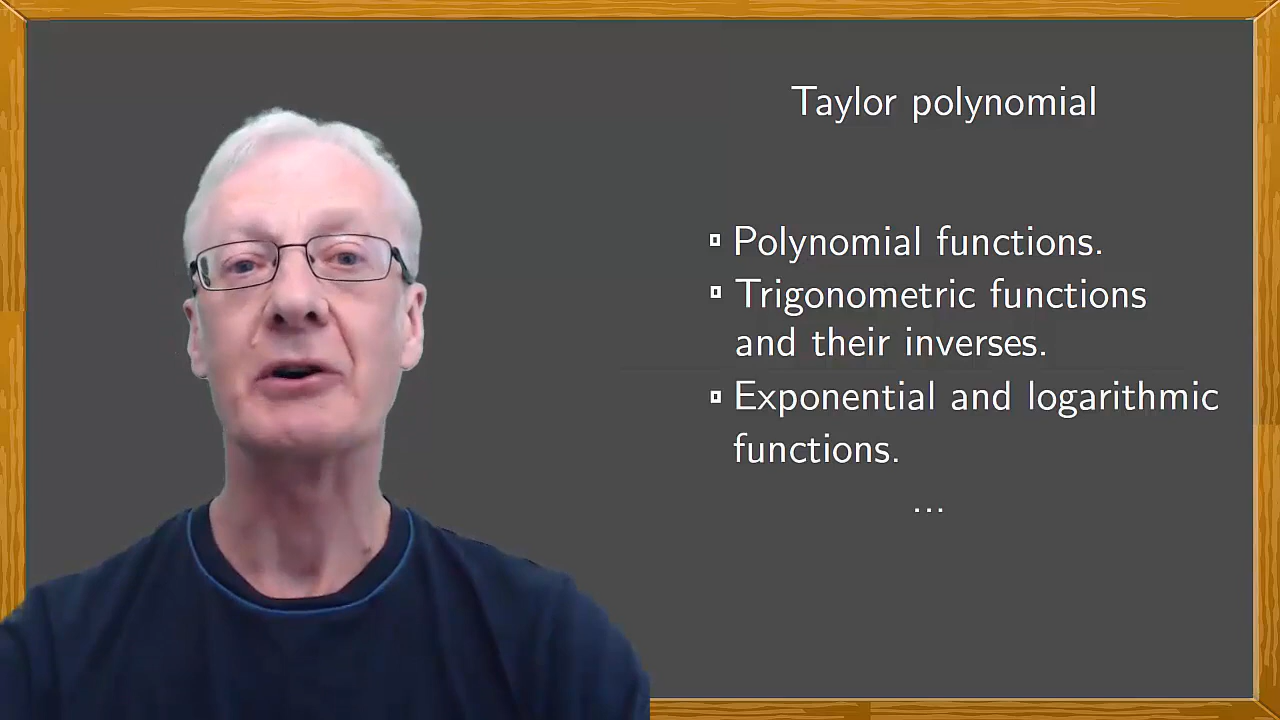 Taylor polynomial
Polynomial functions.
Trigonometric functions
and their inverses.
Exponential and logarithmic
functions.
...